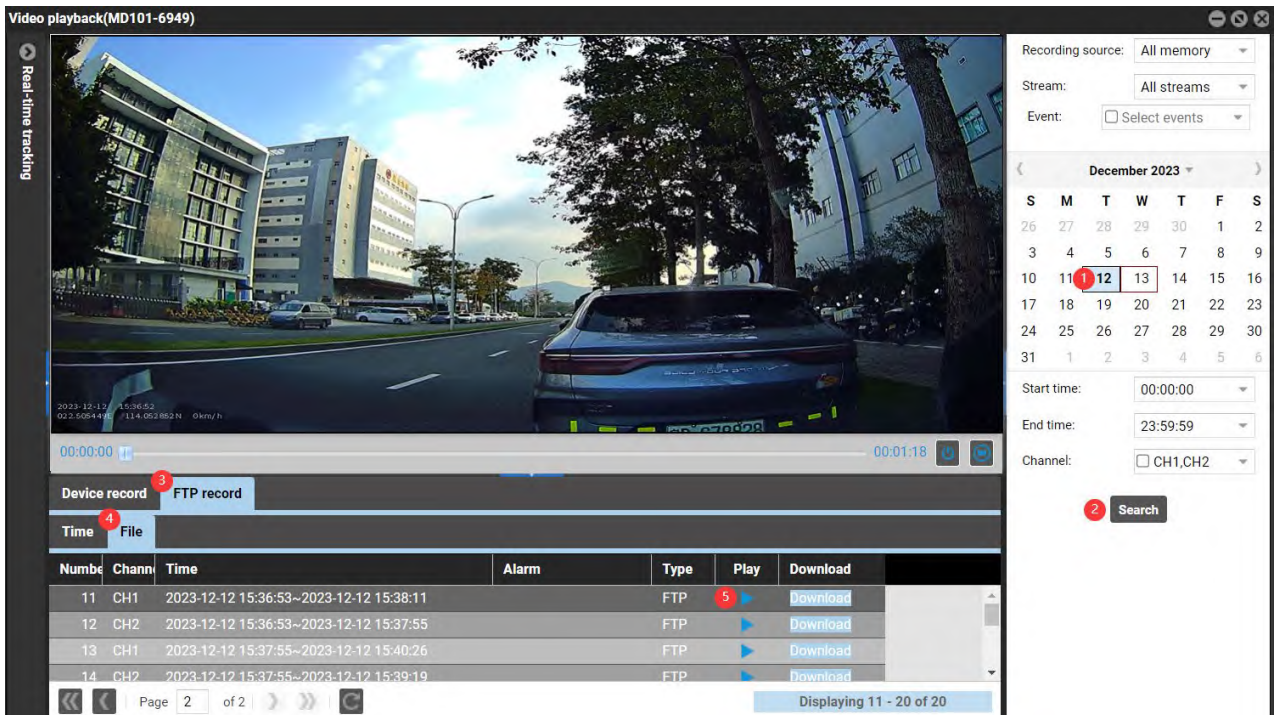 Video playback(MD101-6949)
Real-time tracking
2023-12-12 15:36:52
022.505449E /114.052852N 0km/h
00:00:00
00:01:18
3
Device record FTP record
4
Time File
Numbe Chann Time Alarm Type Play Download
11 CH1 2023-12-12 15:36:53~2023-12-12 15:38:11 FTP 5 Download
12 CH2 2023-12-12 15:36:53~2023-12-12 15:37:55 FTP Download
13 CH1 2023-12-12 15:37:55~2023-12-12 15:40:26 FTP Download
14 CH2 2023-12-12 15:37:55~2023-12-12 15:39:19 FTP Download
Page 2 of 2 Displaying 11 - 20 of 20
Recording source: All memory
Stream: All streams
Event: Select events
December 2023
S M T W T F S
26 27 28 29 30 1 2
3 4 5 6 7 8 9
10 11 1 12 13 14 15 16
17 18 19 20 21 22 23
24 25 26 27 28 29 30
31 1 2 3 4 5 6
Start time: 00:00:00
End time: 23:59:59
Channel: CH1,CH2
2 Search